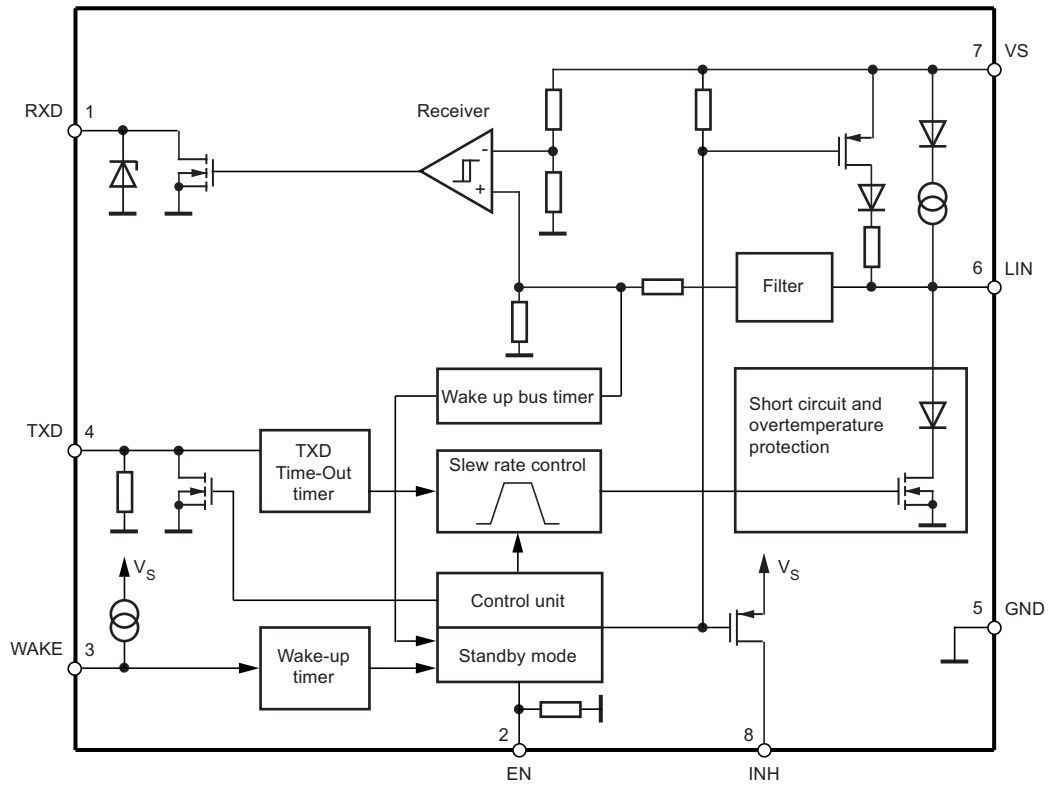 7 VS
RXD 1
Receiver
-
+
6 LIN
Filter
Wake up bus timer
Short circuit and
overtemperature
protection
TXD 4
TXD
Time-Out
timer
Slew rate control
VS
VS
Control unit
5 GND
WAKE 3
Wake-up
timer
Standby mode
2
8
EN
INH